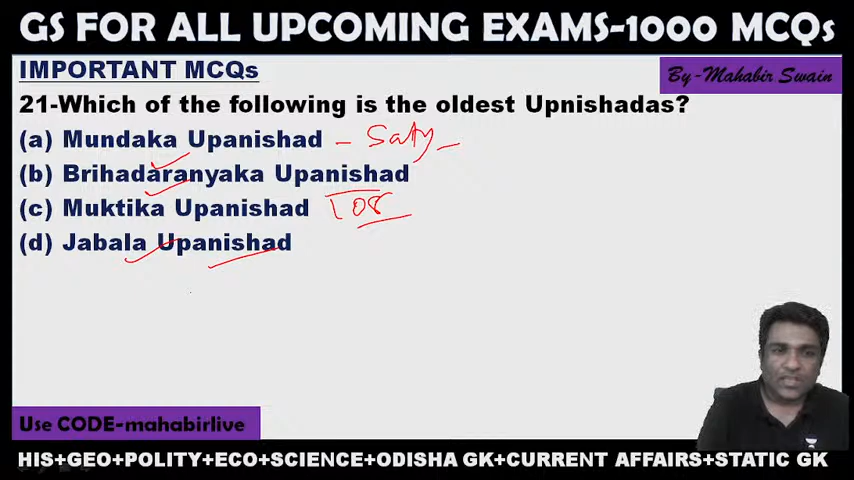 GS FOR ALL UPCOMING EXAMS-1000 MCQs
IMPORTANT MCQs
By-Mahabir Swain
21-Which of the following is the oldest Upnishadas?
(a) Mundaka Upanishad - Saty -
(b) Brihadaranyaka Upanishad
(c) Muktika Upanishad 108
(d) Jabala Upanishad
Use CODE-mahabirlive
HIS+GEO+POLITY+ECO+SCIENCE+ODISHA GK+CURRENT AFFAIRS+STATIC GK